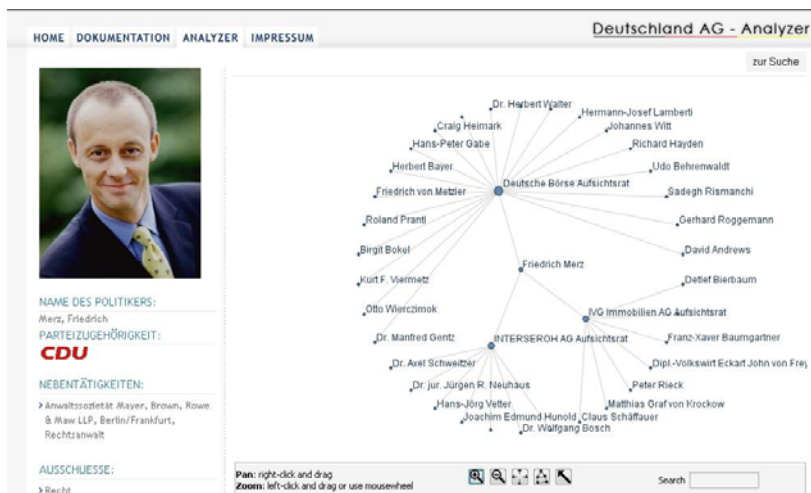 HOME DOKUMENTATION ANALYZER IMPRESSUM
Deutschland AG - Analyzer
zur Suche
NAME DES POLITIKERS:
Merz, Friedrich
PARTEIZUGEHÖRIGKEIT:
CDU
NEBENTÄTIGKEITEN:
> Anwaltssozietät Mayer, Brown, Rowe
& Maw LLP, Berlin/Frankfurt,
Rechtsanwalt
AUSSCHUESSE:
> Recht
Dr. Herbert Walter
Hermann-Josef Lamberti
Craig Heimark
Johannes Witt
Hans-Peter Gabe
Richard Hayden
Herbert Bayer
Udo Behrenwaldt
Deutsche Börse Aufsichtsrat
Friedrich von Metzler
Sadegh Rismanchi
Roland Prantl
Gerhard Roggemann
Birgit Bokel
David Andrews
Friedrich Merz
Kurt F. Viermetz
Detlef Bierbaum
Otto Wierczimok
IVG Immobilien AG Aufsichtsrat
Dr. Manfred Gentz
INTERSEROH AG Aufsichtsrat
Franz-Xaver Baumgartner
Dr. Axel Schweitzer
Dipl.-Volkswirt Eckart John von Frey
Dr. jur. Jürgen R. Neuhaus
Peter Rieck
Hans-Jörg Vetter
Matthias Graf von Krockow
Joachim Edmund Hunold
Claus Schäffauer
Dr. Wolfgang Bosch
Pan: right-click and drag
Zoom: left-click and drag or use mousewheel
Search